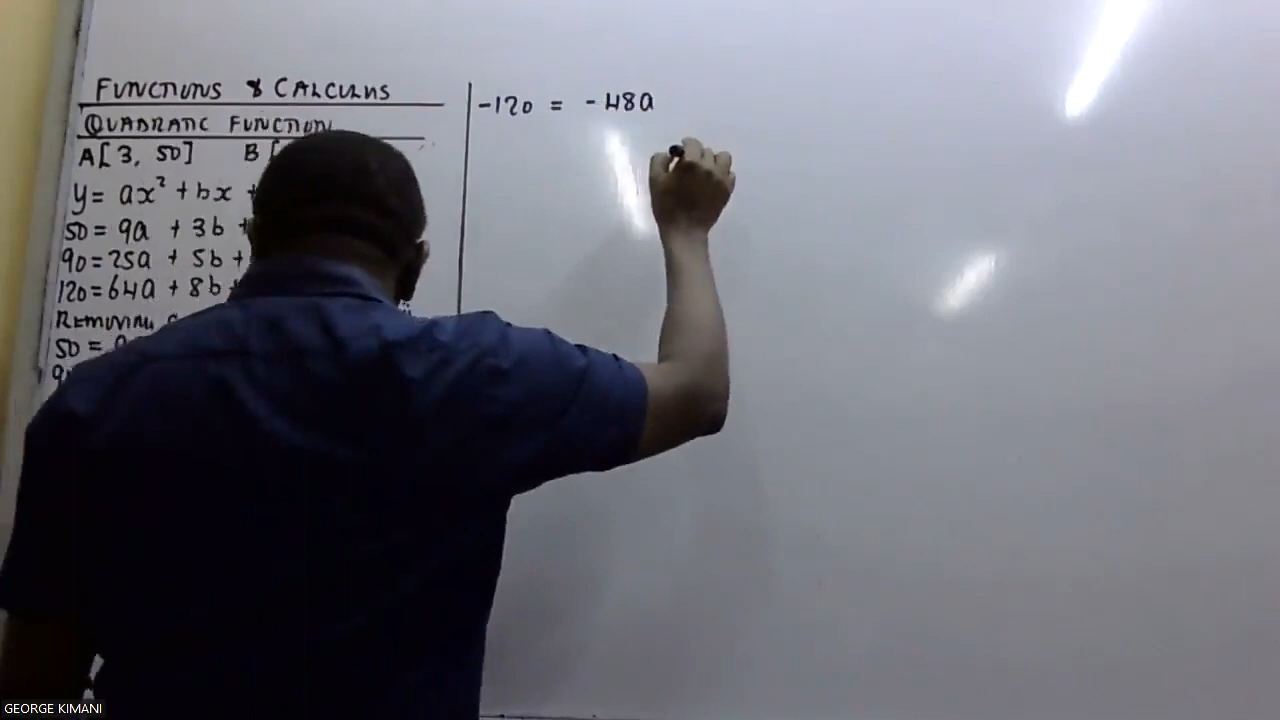 FUNCTIONS & CALCULUS
QUADRATIC FUNCTION
A[3, 50] B[
y = ax² + bx +
50 = 9a + 3b +
90 = 25a + 5b +
120 = 64a + 8b +
REMOVING
50 =
-120 = -48a
GEORGE KIMANI